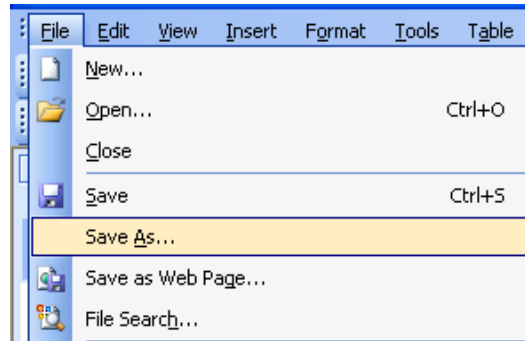 File Edit View Insert Format Tools Table
New...
Open... Ctrl+O
Close
Save Ctrl+S
Save As...
Save as Web Page...
File Search...